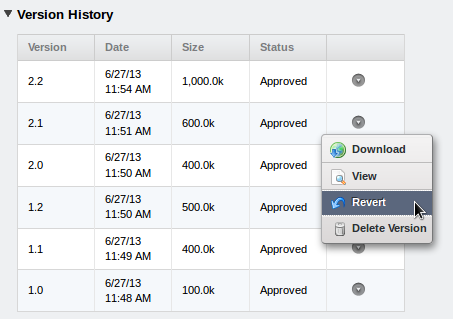 Version History
Version Date Size Status
2.2 6/27/13 11:54 AM 1,000.0k Approved
2.1 6/27/13 11:51 AM 600.0k Approved
2.0 6/27/13 11:50 AM 400.0k Approved
1.2 6/27/13 11:50 AM 500.0k Approved
1.1 6/27/13 11:49 AM 400.0k Approved
1.0 6/27/13 11:48 AM 100.0k Approved
Download
View
Revert
Delete Version